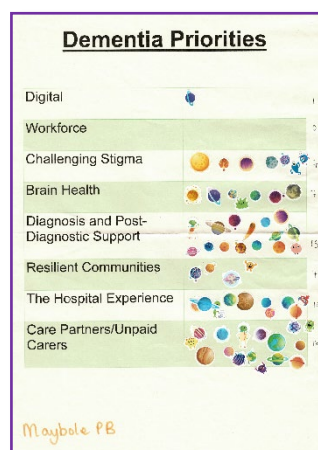 Dementia Priorities
Digital
Workforce
Challenging Stigma
Brain Health
Diagnosis and Post-
Diagnostic Support
Resilient Communities
The Hospital Experience
Care Partners/Unpaid
Carers
Maybole PB